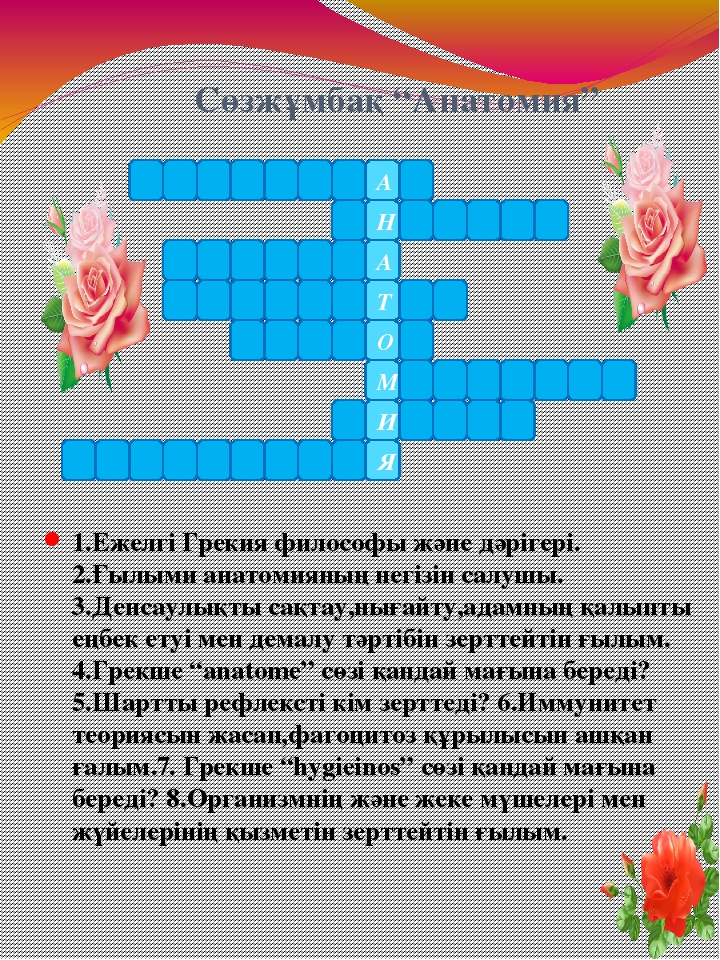 Сөзжұмбақ “Анатомия”
А
Н
А
Т
О
М
И
Я
1.Ежелгі Грекия философы және дәрігері.
2.Ғылыми анатомияның негізін салушы.
3.Денсаулықты сақтау,нығайту,адамның қалыпты
еңбек етуі мен демалу тәртібін зерттейтін ғылым.
4.Грекше “anatome” сөзі қандай мағына береді?
5.Шартты рефлексті кім зерттеді? 6.Иммунитет
теориясын жасап,фагоцитоз құрылысын ашқан
ғалым.7. Грекше “hygieinos” сөзі қандай мағына
береді? 8.Организмнің және жеке мүшелері мен
жүйелерінің қызметін зерттейтін ғылым.